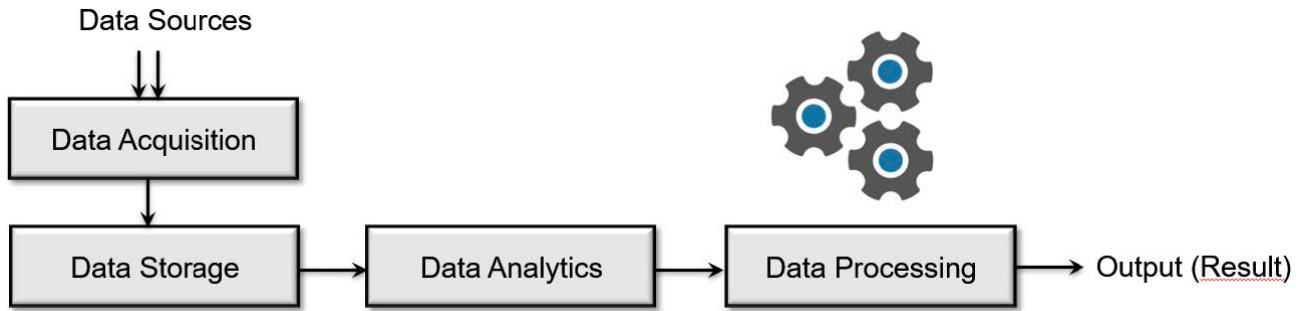 Data Sources
Data Acquisition
Data Storage
Data Analytics
Data Processing
Output (Result)